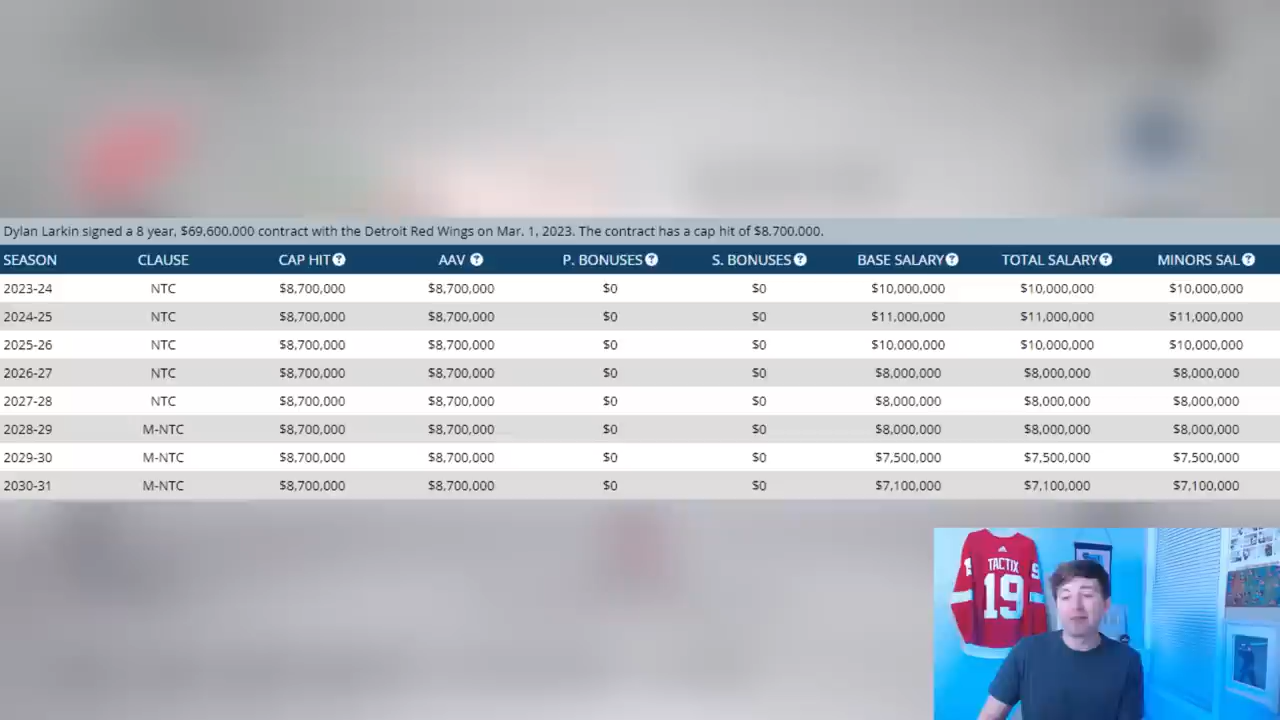 Dylan Larkin signed a 8 year, $69,600,000 contract with the Detroit Red Wings on Mar. 1, 2023. The contract has a cap hit of $8,700,000.
SEASON CLAUSE CAP HIT AAV P. BONUSES S. BONUSES BASE SALARY TOTAL SALARY MINORS SAL
2023-24 NTC $8,700,000 $8,700,000 $0 $0 $10,000,000 $10,000,000 $10,000,000
2024-25 NTC $8,700,000 $8,700,000 $0 $0 $11,000,000 $11,000,000 $11,000,000
2025-26 NTC $8,700,000 $8,700,000 $0 $0 $10,000,000 $10,000,000 $10,000,000
2026-27 NTC $8,700,000 $8,700,000 $0 $0 $8,000,000 $8,000,000 $8,000,000
2027-28 NTC $8,700,000 $8,700,000 $0 $0 $8,000,000 $8,000,000 $8,000,000
2028-29 M-NTC $8,700,000 $8,700,000 $0 $0 $8,000,000 $8,000,000 $8,000,000
2029-30 M-NTC $8,700,000 $8,700,000 $0 $0 $7,500,000 $7,500,000 $7,500,000
2030-31 M-NTC $8,700,000 $8,700,000 $0 $0 $7,100,000 $7,100,000 $7,100,000
TACTIX
19